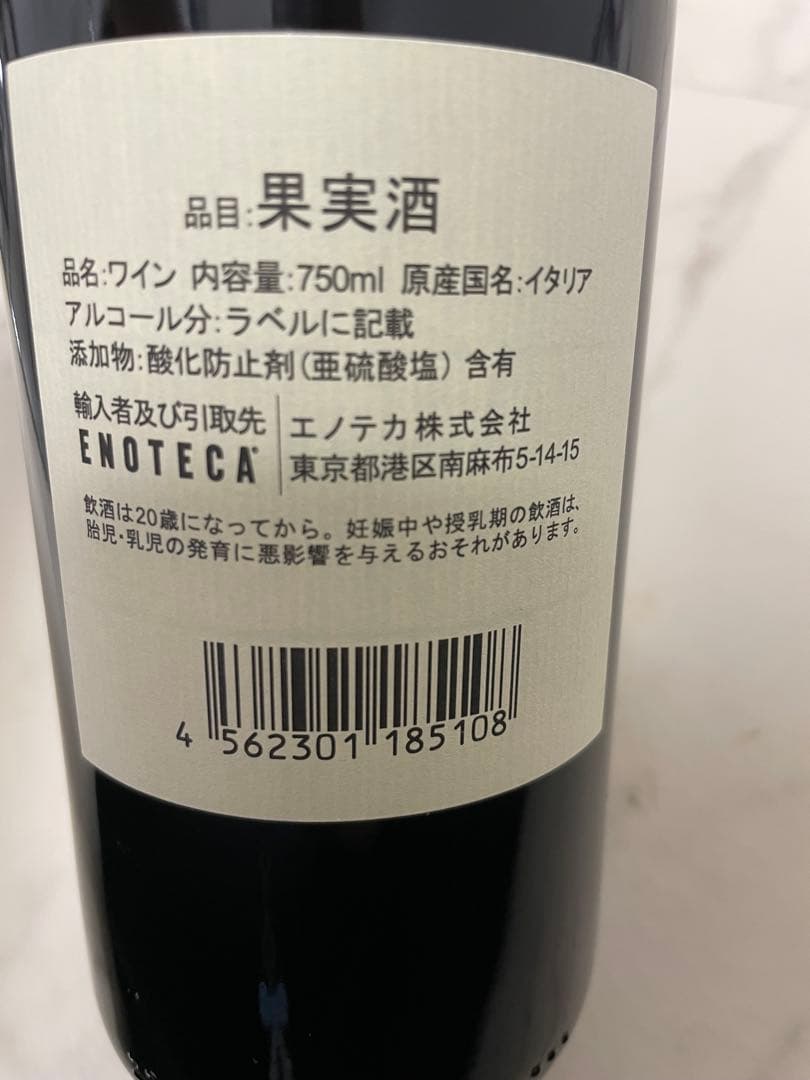 品目:果実酒
品名:ワイン 内容量:750ml 原産国名:イタリア
アルコール分:ラベルに記載
添加物:酸化防止剤(亜硫酸塩) 含有
輸入者及び引取先
ENOTECA
エノテカ株式会社
東京都港区南麻布5-14-15
飲酒は20歳になってから。妊娠中や授乳期の飲酒は、
胎児・乳児の発育に悪影響を与えるおそれがあります。
4 562301 185108